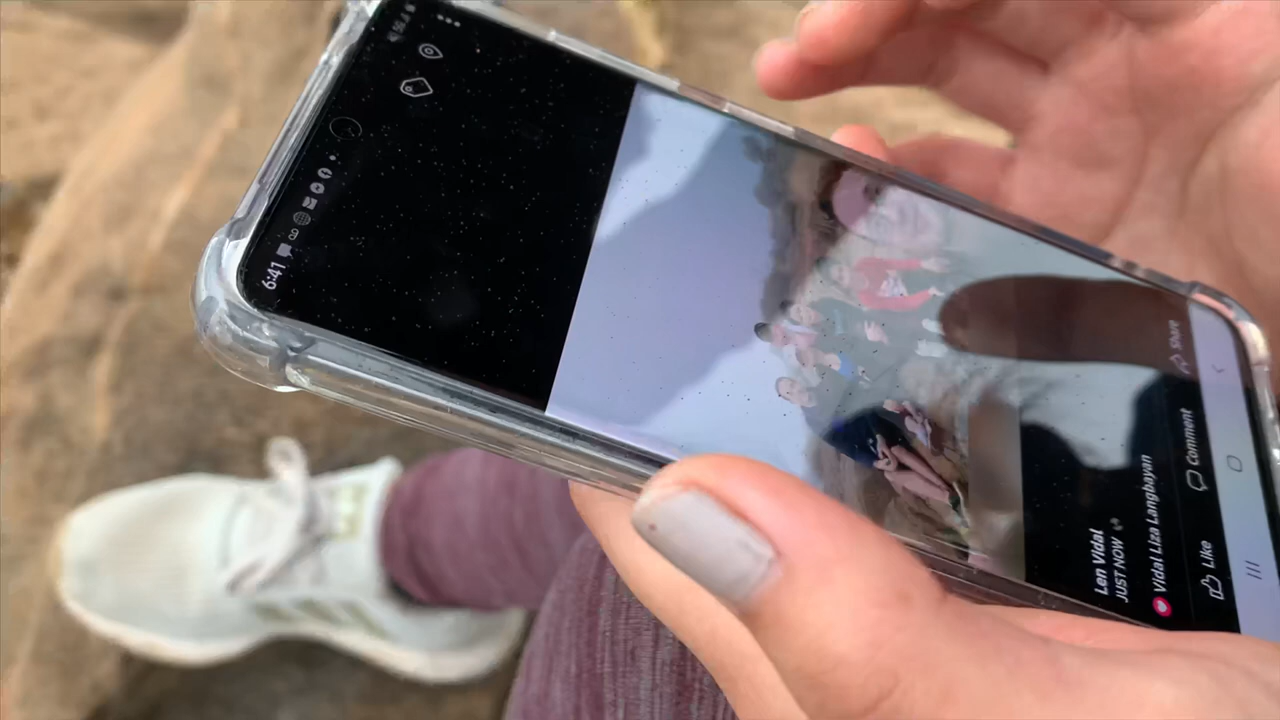 6:41
Len Vidal
JUST NOW
Vidal Liza Langbayan
Like
Comment
Share